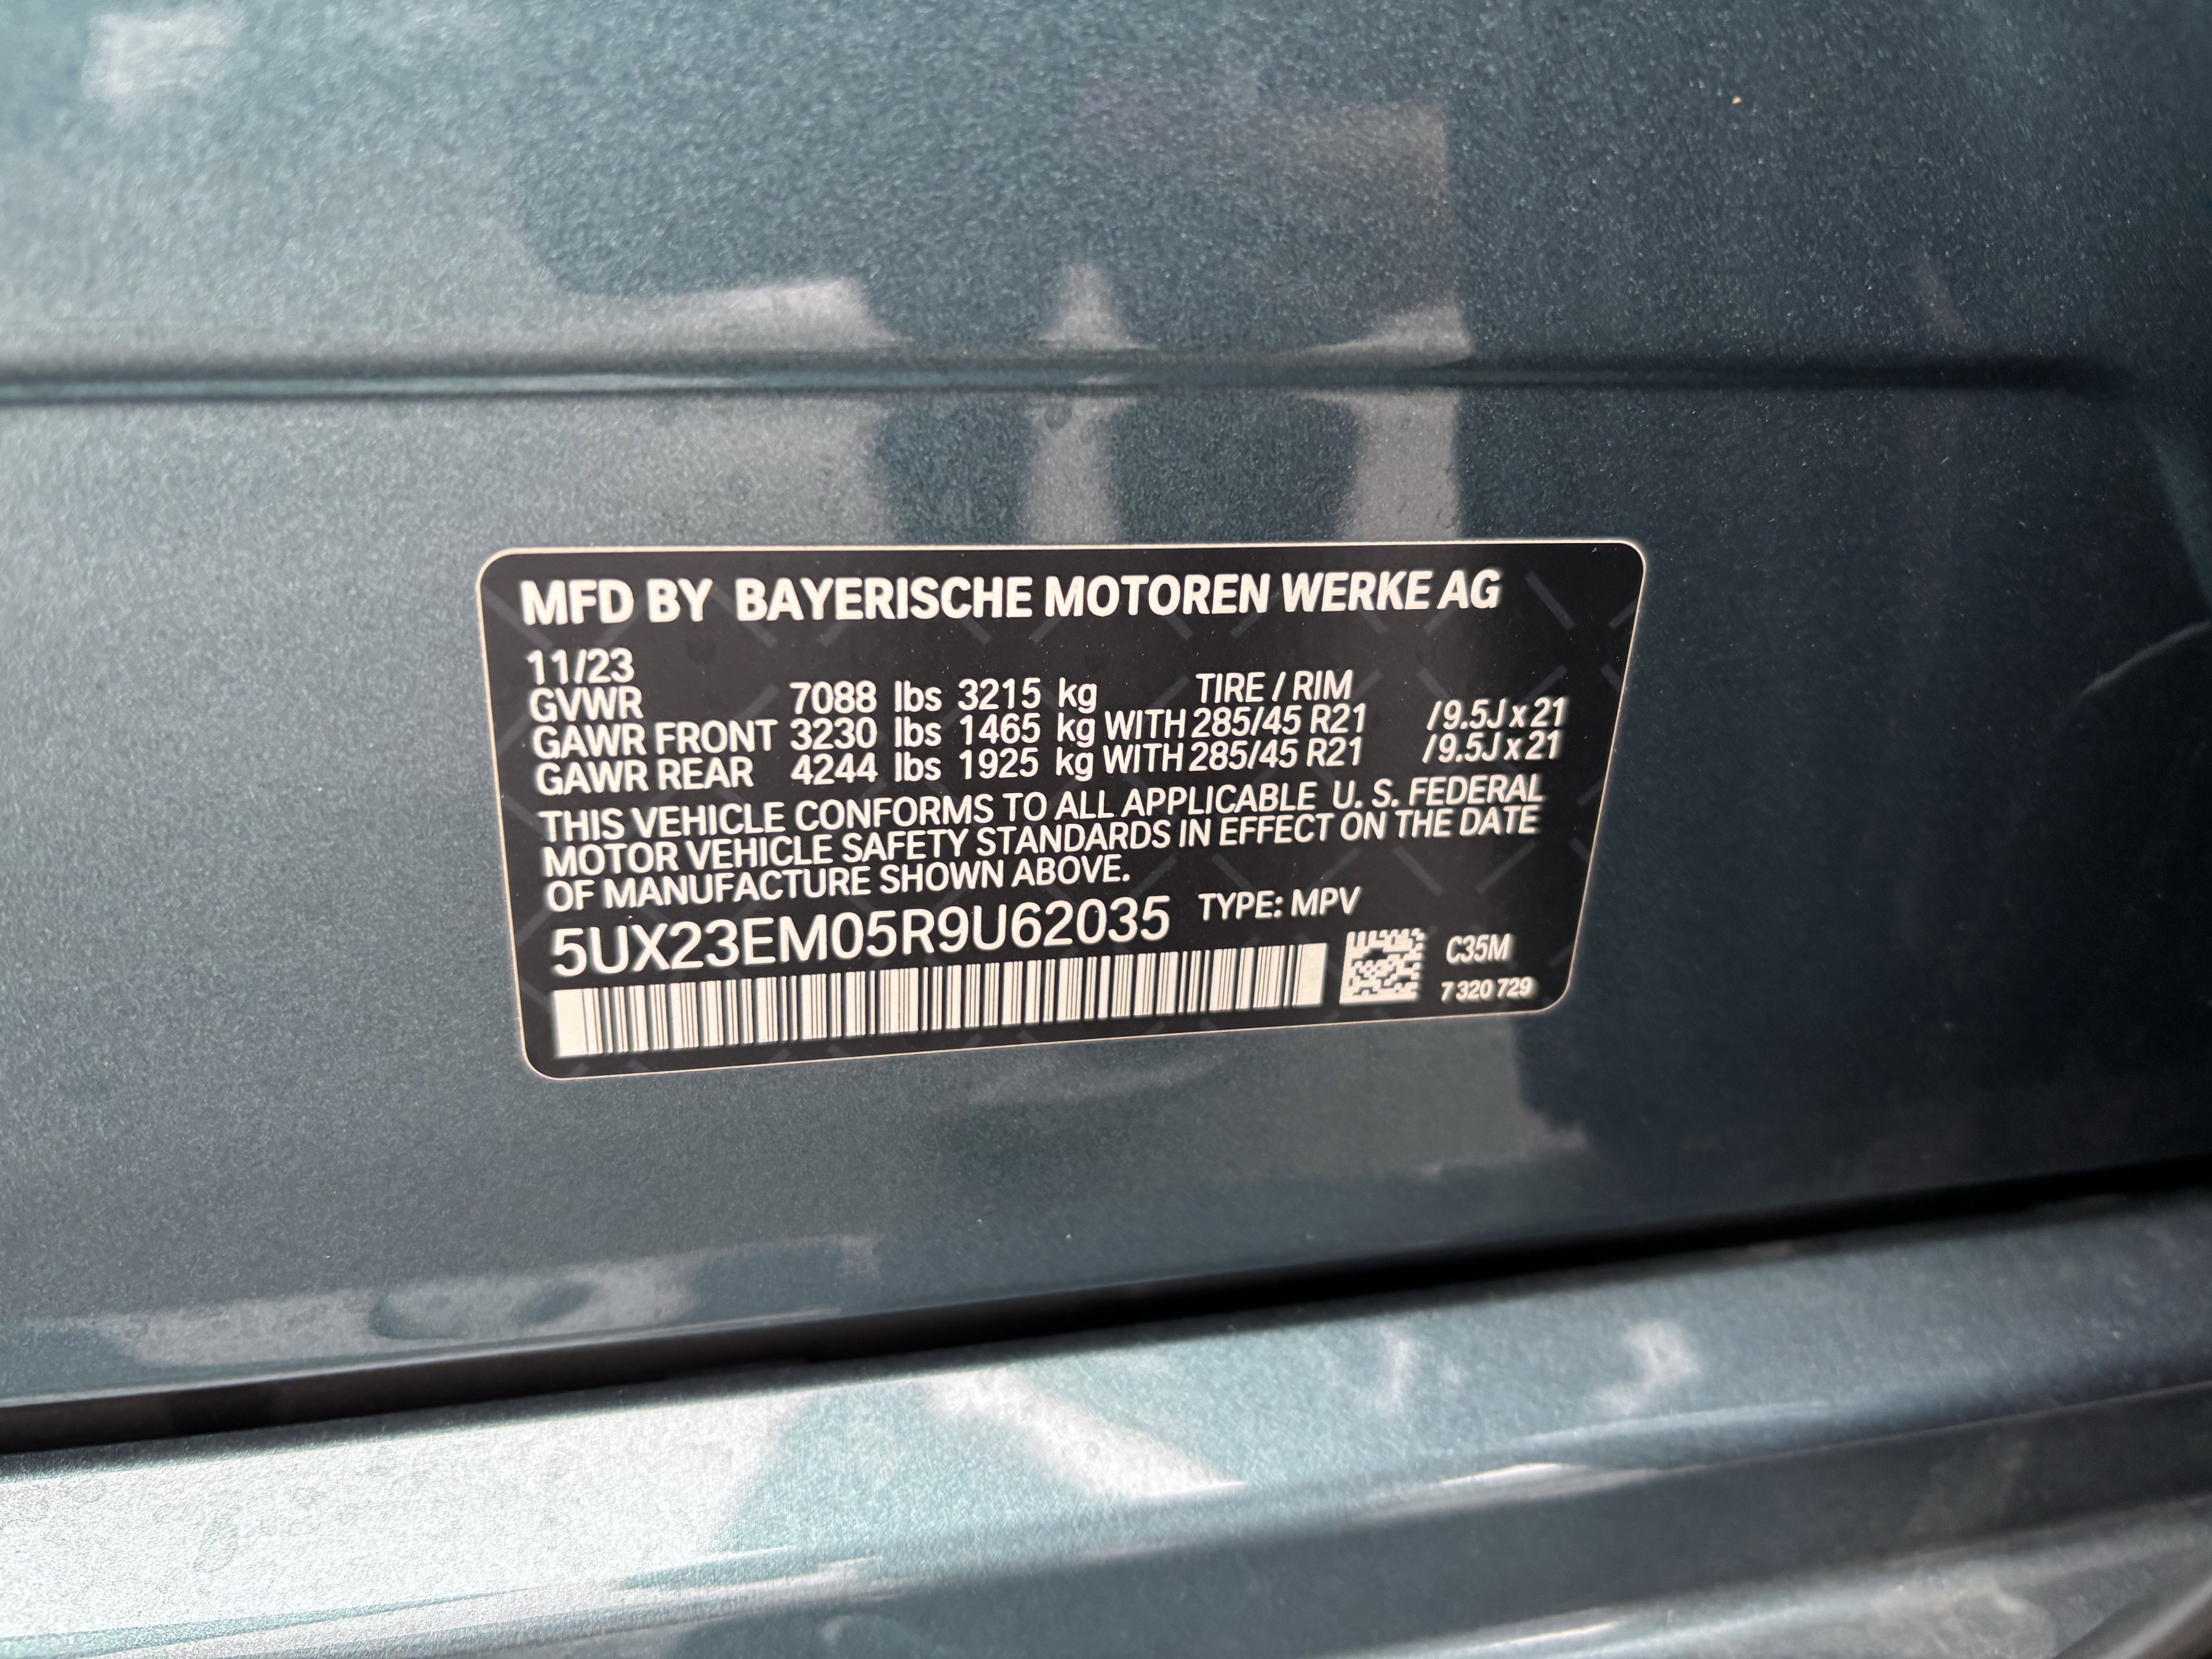 MFD BY BAYERISCHE MOTOREN WERKE AG
11/23
GVWR 7088 lbs 3215 kg TIRE / RIM
GAWR FRONT 3230 lbs 1465 kg WITH 285/45 R21 /9.5J x 21
GAWR REAR 4244 lbs 1925 kg WITH 285/45 R21 /9.5J x 21
THIS VEHICLE CONFORMS TO ALL APPLICABLE U. S. FEDERAL
MOTOR VEHICLE SAFETY STANDARDS IN EFFECT ON THE DATE
OF MANUFACTURE SHOWN ABOVE.
5UX23EM05R9U62035 TYPE: MPV
C35M
7 320 729